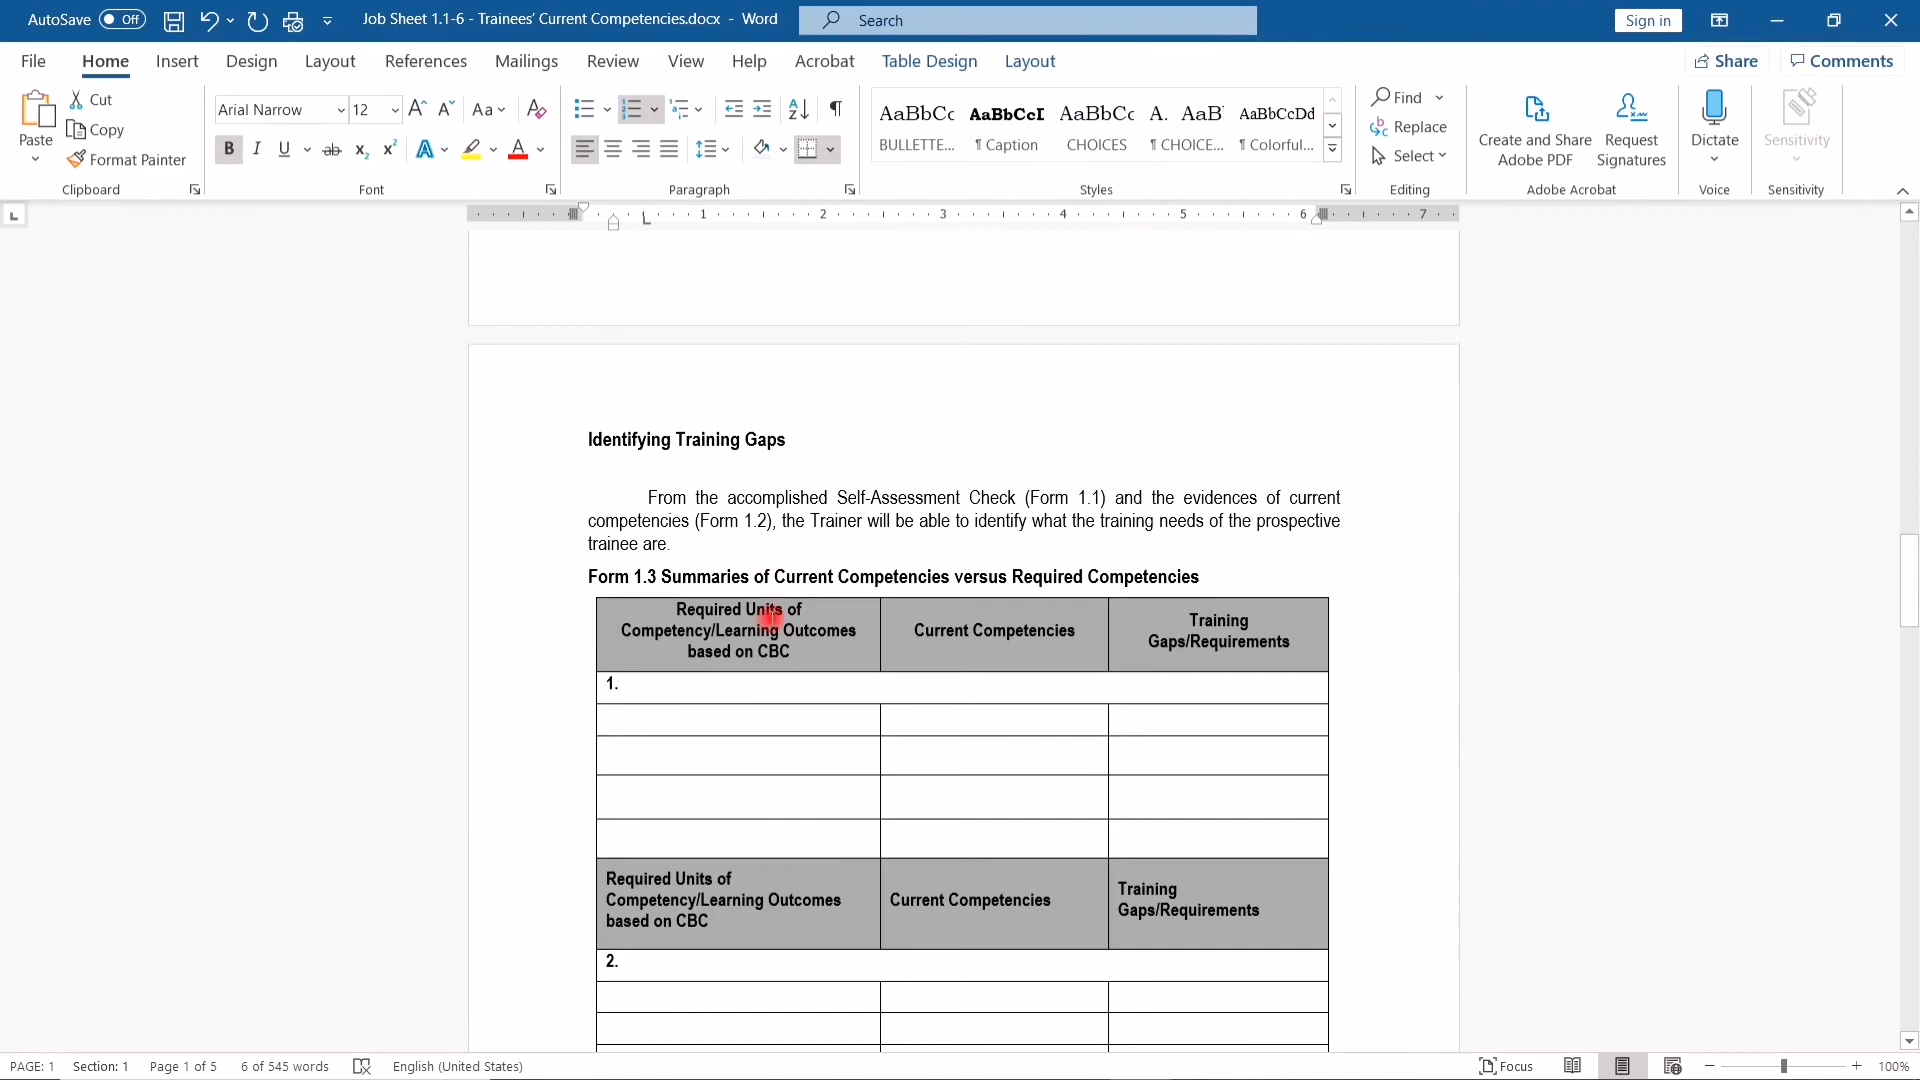 AutoSave Off Job Sheet 1.1-6 - Trainees' Current Competencies.docx - Word Search Sign in
File Home Insert Design Layout References Mailings Review View Help Acrobat Table Design Layout Share Comments
Paste Cut Copy Format Painter
Arial Narrow 12
Find
Replace
Select
AaBbCc AaBbCcI AaBbCc A. AaB AaBbCcDd
BULLETTE... ¶ Caption CHOICES ¶ CHOICE... ¶ Colorful...
Create and Share Adobe PDF
Request Signatures
Dictate
Sensitivity
Clipboard Font Paragraph Styles Editing Adobe Acrobat Voice Sensitivity
1 2 3 4 5 6 7
Identifying Training Gaps
From the accomplished Self-Assessment Check (Form 1.1) and the evidences of current
competencies (Form 1.2), the Trainer will be able to identify what the training needs of the prospective
trainee are.
Form 1.3 Summaries of Current Competencies versus Required Competencies
Required Units of
Competency/Learning Outcomes
based on CBC
Current Competencies
Training
Gaps/Requirements
1.
Required Units of
Competency/Learning Outcomes
based on CBC
Current Competencies
Training
Gaps/Requirements
2.
PAGE: 1 Section: 1 Page 1 of 5 6 of 545 words English (United States) Focus 100%